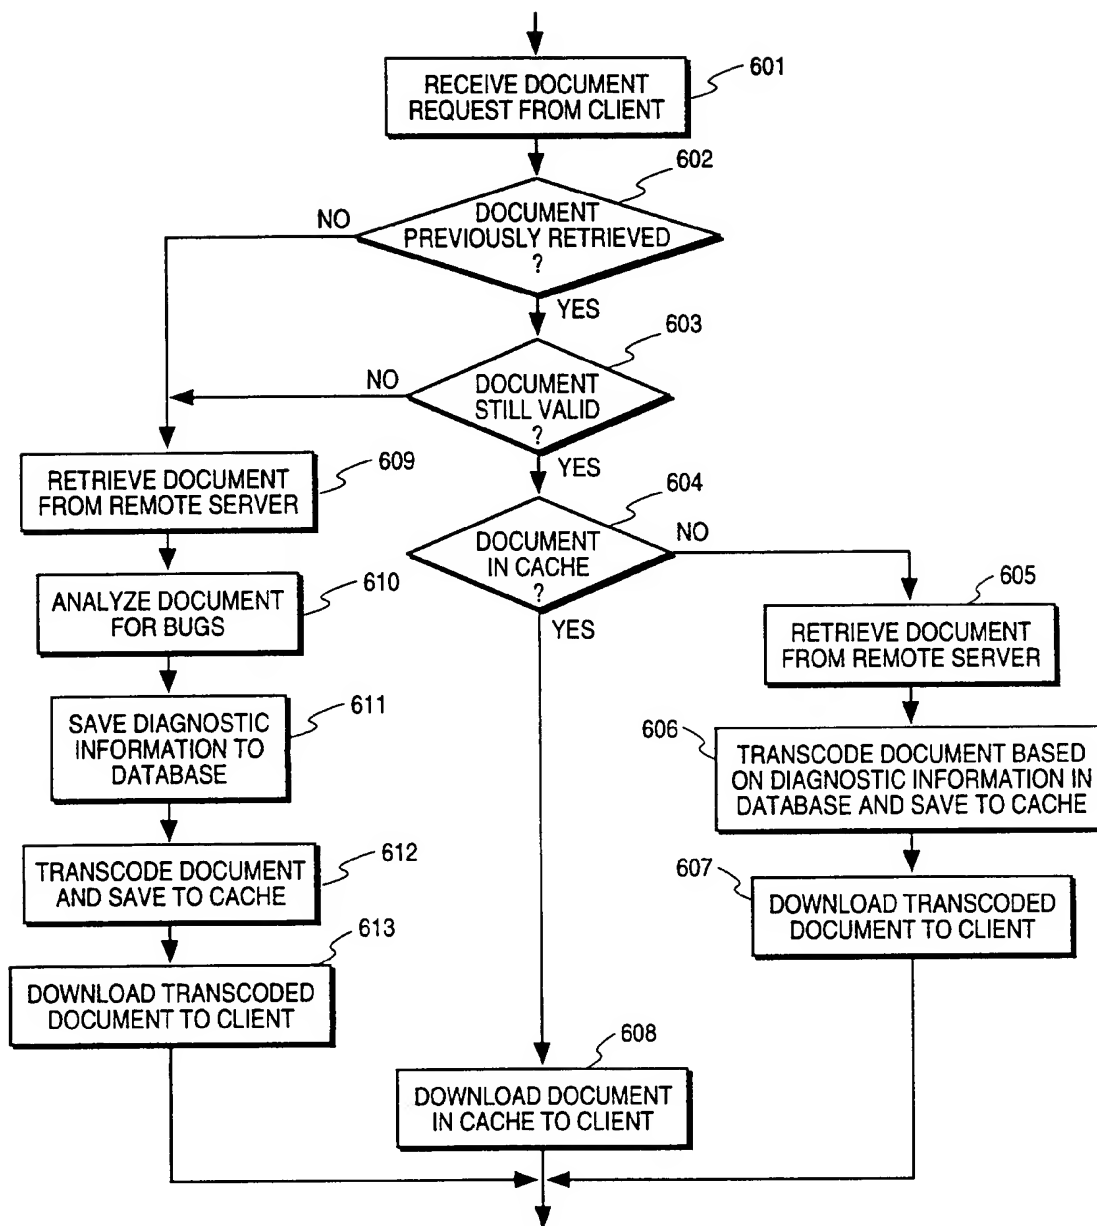 RECEIVE DOCUMENT
REQUEST FROM CLIENT
601
602
DOCUMENT
PREVIOUSLY RETRIEVED
?
NO
YES
603
DOCUMENT
STILL VALID
?
NO
YES
604
DOCUMENT
IN CACHE
?
NO
YES
605
RETRIEVE DOCUMENT
FROM REMOTE SERVER
606
TRANSCODE DOCUMENT BASED
ON DIAGNOSTIC INFORMATION IN
DATABASE AND SAVE TO CACHE
607
DOWNLOAD TRANSCODED
DOCUMENT TO CLIENT
608
DOWNLOAD DOCUMENT
IN CACHE TO CLIENT
609
RETRIEVE DOCUMENT
FROM REMOTE SERVER
610
ANALYZE DOCUMENT
FOR BUGS
611
SAVE DIAGNOSTIC
INFORMATION TO
DATABASE
612
TRANSCODE DOCUMENT
AND SAVE TO CACHE
613
DOWNLOAD TRANSCODED
DOCUMENT TO CLIENT